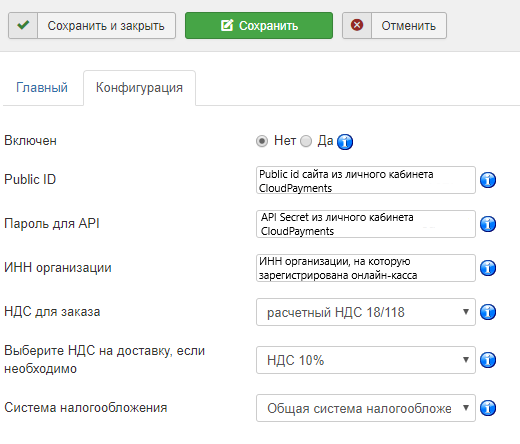 Сохранить и закрыть Сохранить Отменить
Главный Конфигурация
Включен Нет Да
Public ID Public id сайта из личного кабинета
CloudPayments
Пароль для API API Secret из личного кабинета
CloudPayments
ИНН организации ИНН организации, на которую
зарегистрирована онлайн-касса
НДС для заказа расчетный НДС 18/118
Выберите НДС на доставку, если
необходимо НДС 10%
Система налогообложения Общая система налогообложе